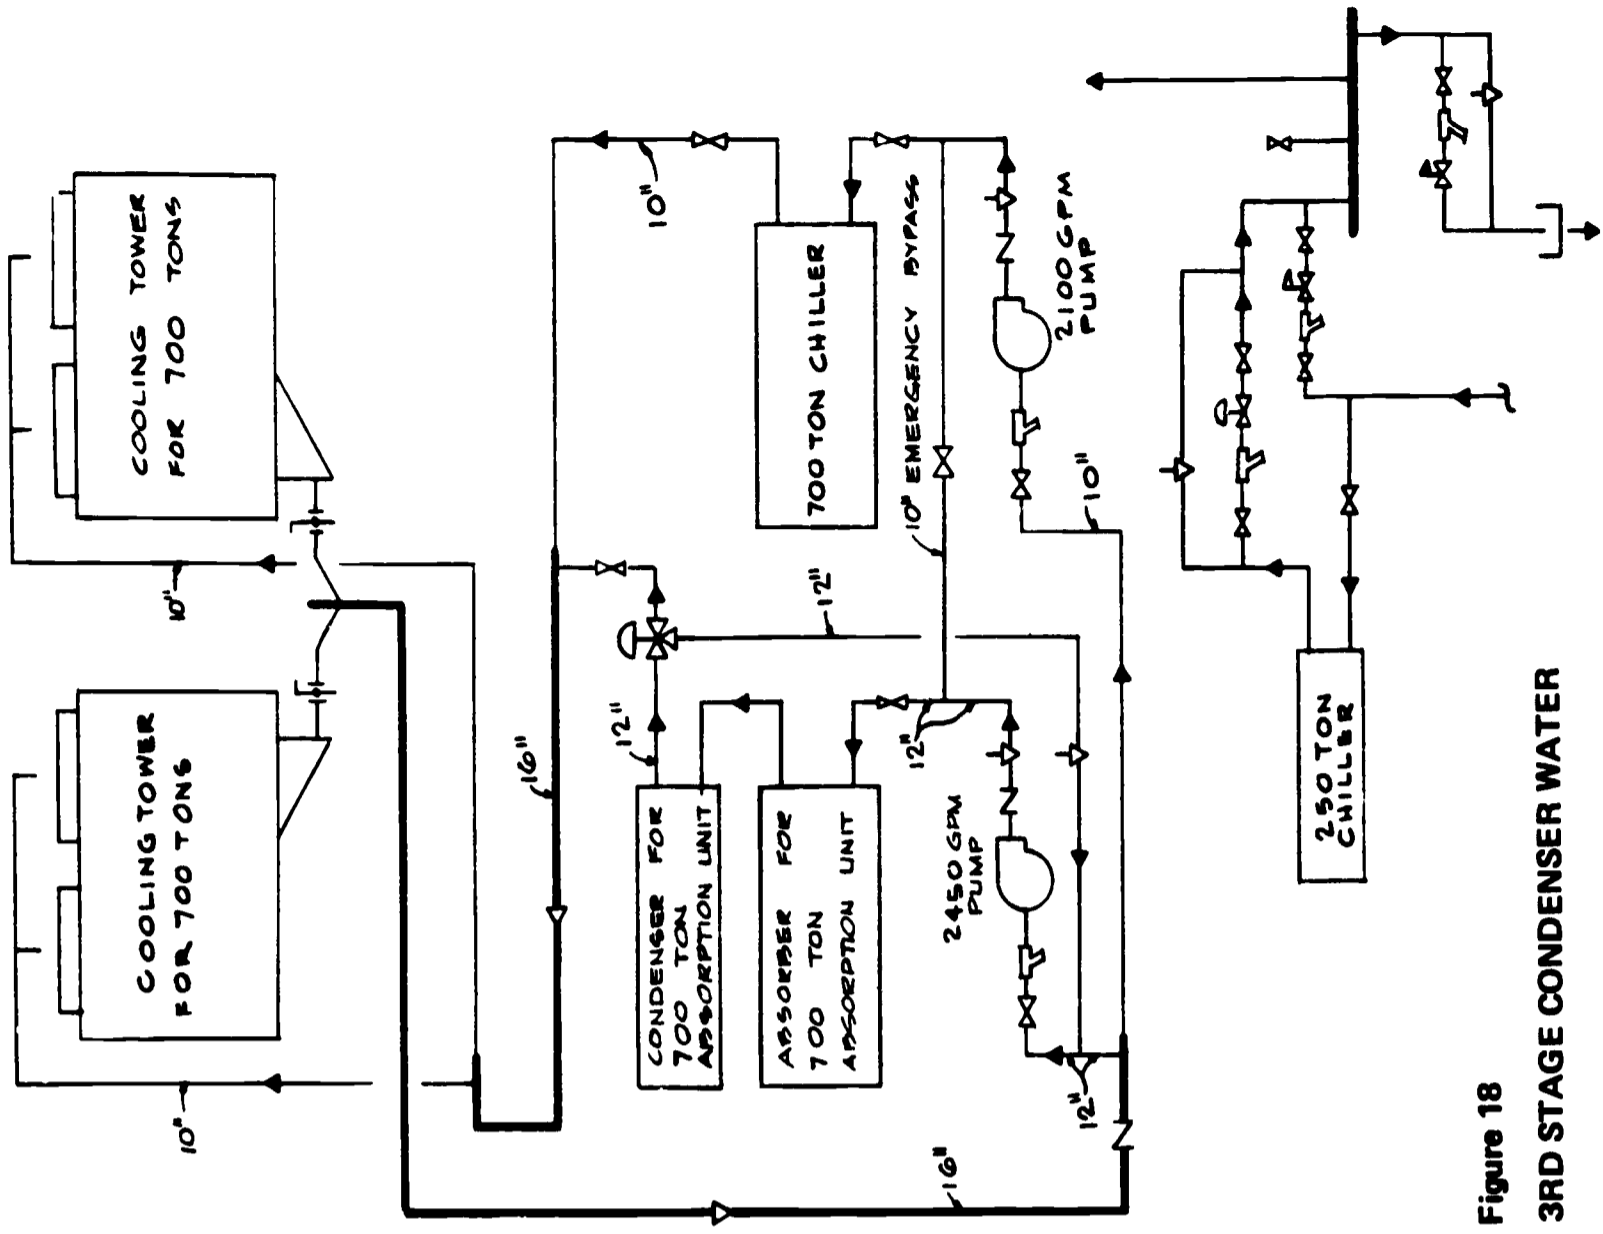 COOLING TOWER
FOR 700 TONS
COOLING TOWER
FOR 700 TONS
10"
10"
16"
12"
10"
12"
CONDENSER FOR
700 TON
ABSORPTION UNIT
ABSORBER FOR
700 TON
ABSORPTION UNIT
700 TON CHILLER
10" EMERGENCY BYPASS
12"
2450 GPM
PUMP
2100 GPM
PUMP
12"
10"
16"
250 TON
CHILLER
Figure 18
3RD STAGE CONDENSER WATER